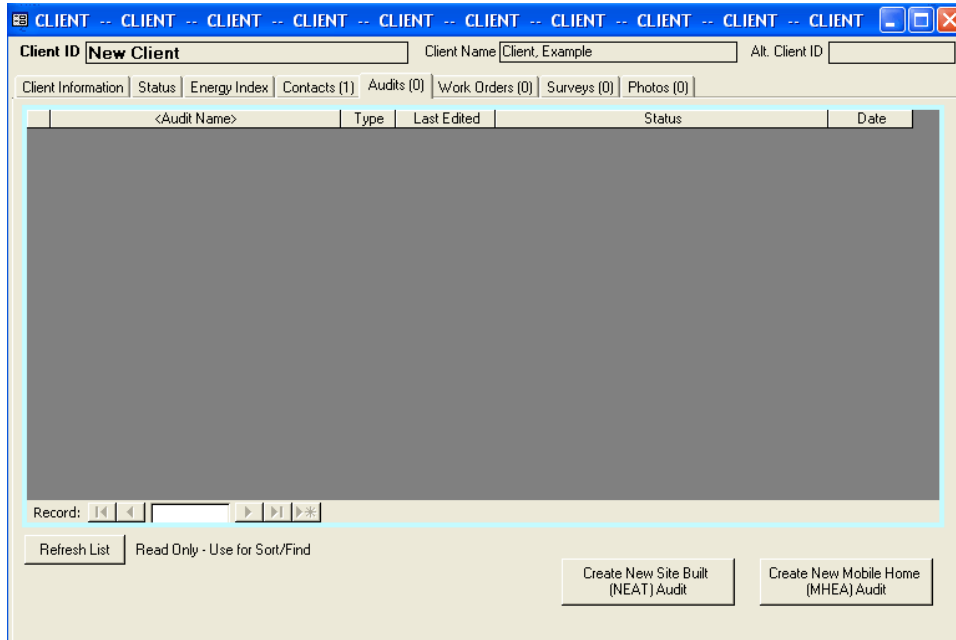 CLIENT -- CLIENT -- CLIENT -- CLIENT -- CLIENT -- CLIENT -- CLIENT -- CLIENT
Client ID New Client Client Name Client, Example Alt. Client ID
Client Information Status Energy Index Contacts (1) Audits (0) Work Orders (0) Surveys (0) Photos (0)
<Audit Name> Type Last Edited Status Date
Record:
Refresh List Read Only - Use for Sort/Find
Create New Site Built
(NEAT) Audit
Create New Mobile Home
(MHEA) Audit